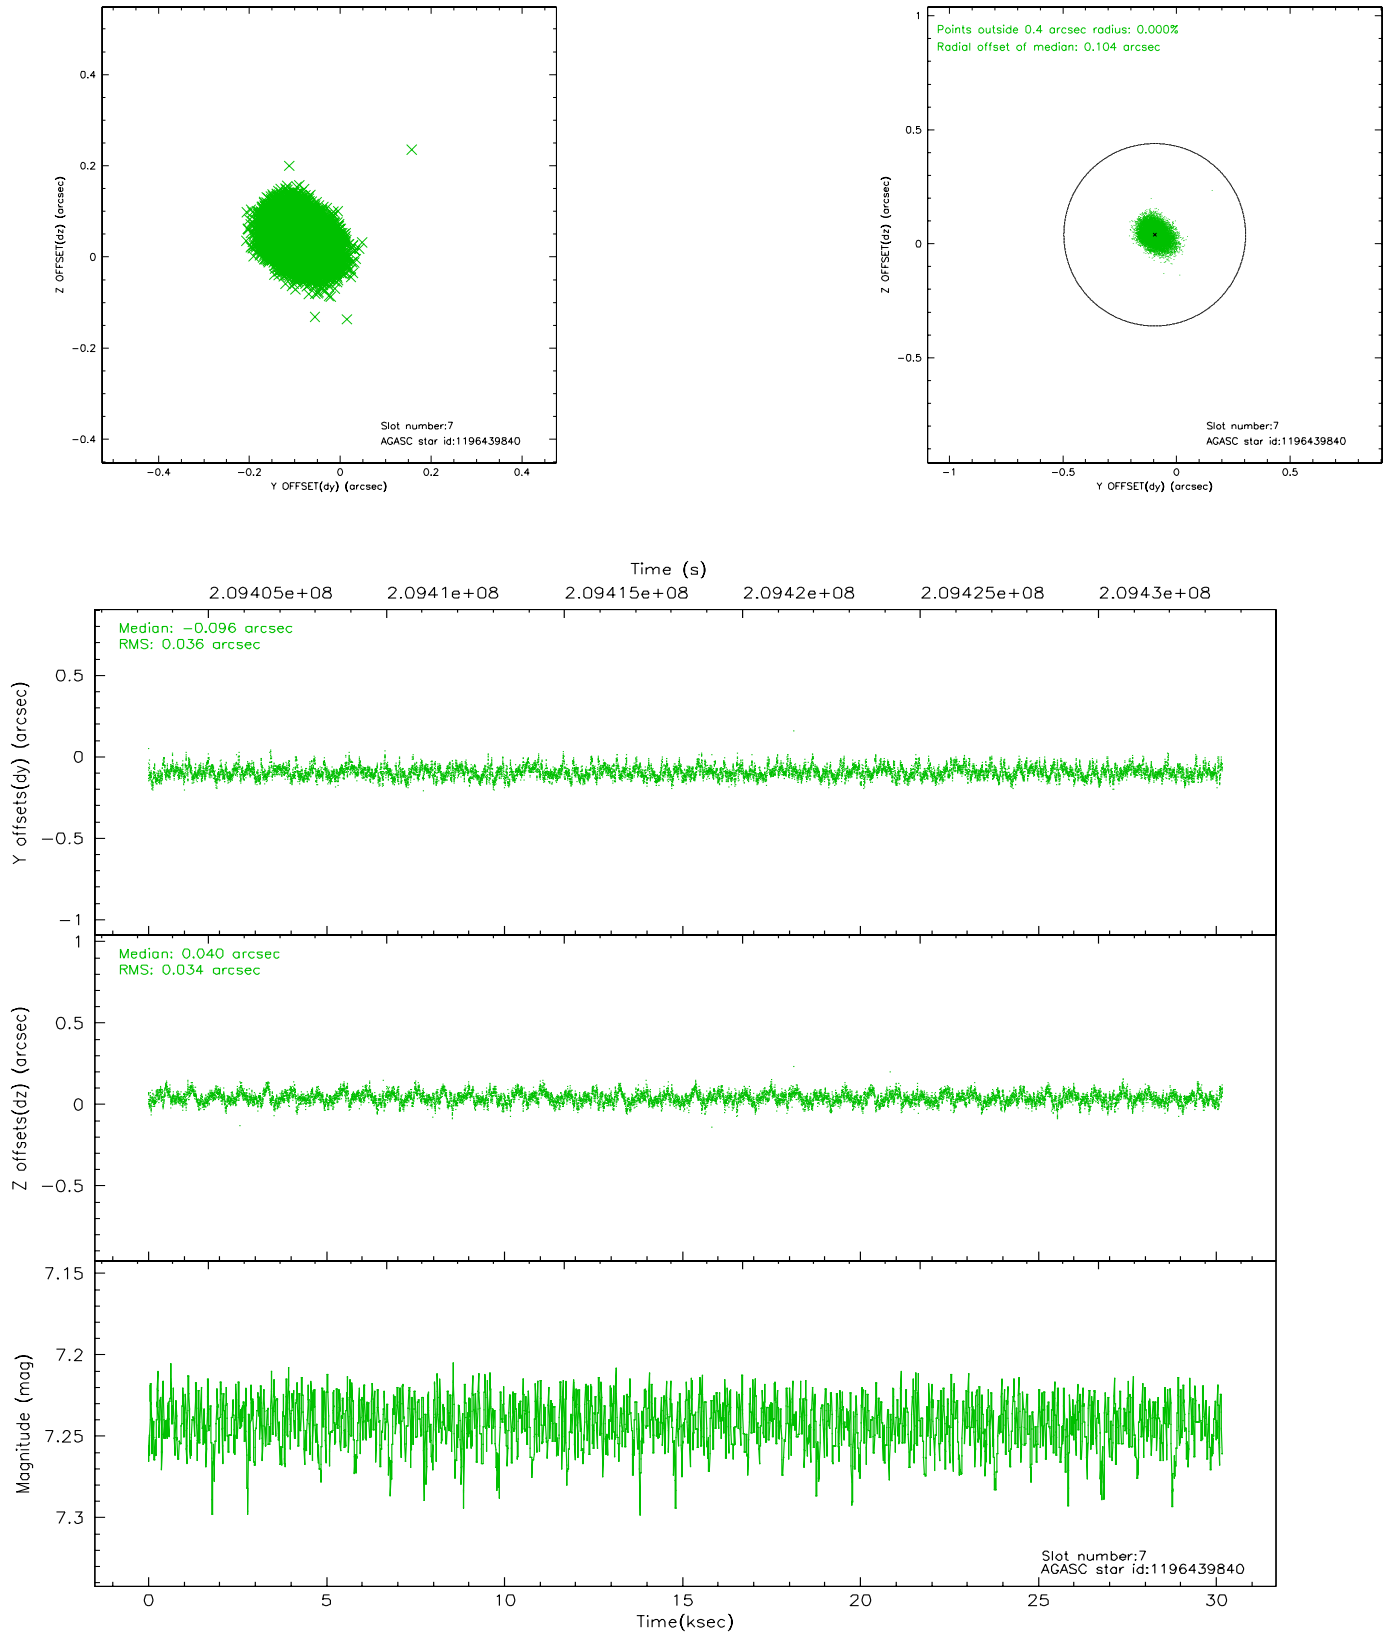 0.4
0.2
0
−0.2
−0.4
Z OFFSET(dz) (arcsec)
−0.4 −0.2 0 0.2 0.4
Y OFFSET(dy) (arcsec)
Slot number:7
AGASC star id:1196439840
Points outside 0.4 arcsec radius: 0.000%
Radial offset of median: 0.104 arcsec
1
0.5
0
−0.5
Z OFFSET(dz) (arcsec)
−1 −0.5 0 0.5
Y OFFSET(dy) (arcsec)
Slot number:7
AGASC star id:1196439840
Time (s)
2.09405e+08 2.0941e+08 2.09415e+08 2.0942e+08 2.09425e+08 2.0943e+08
Median: −0.096 arcsec
RMS: 0.036 arcsec
0.5
0
−0.5
−1
Y offsets(dy) (arcsec)
Median: 0.040 arcsec
RMS: 0.034 arcsec
1
0.5
0
−0.5
Z offsets(dz) (arcsec)
7.15
7.2
7.25
7.3
Magnitude (mag)
Slot number:7
AGASC star id:1196439840
0 5 10 15 20 25 30
Time(ksec)